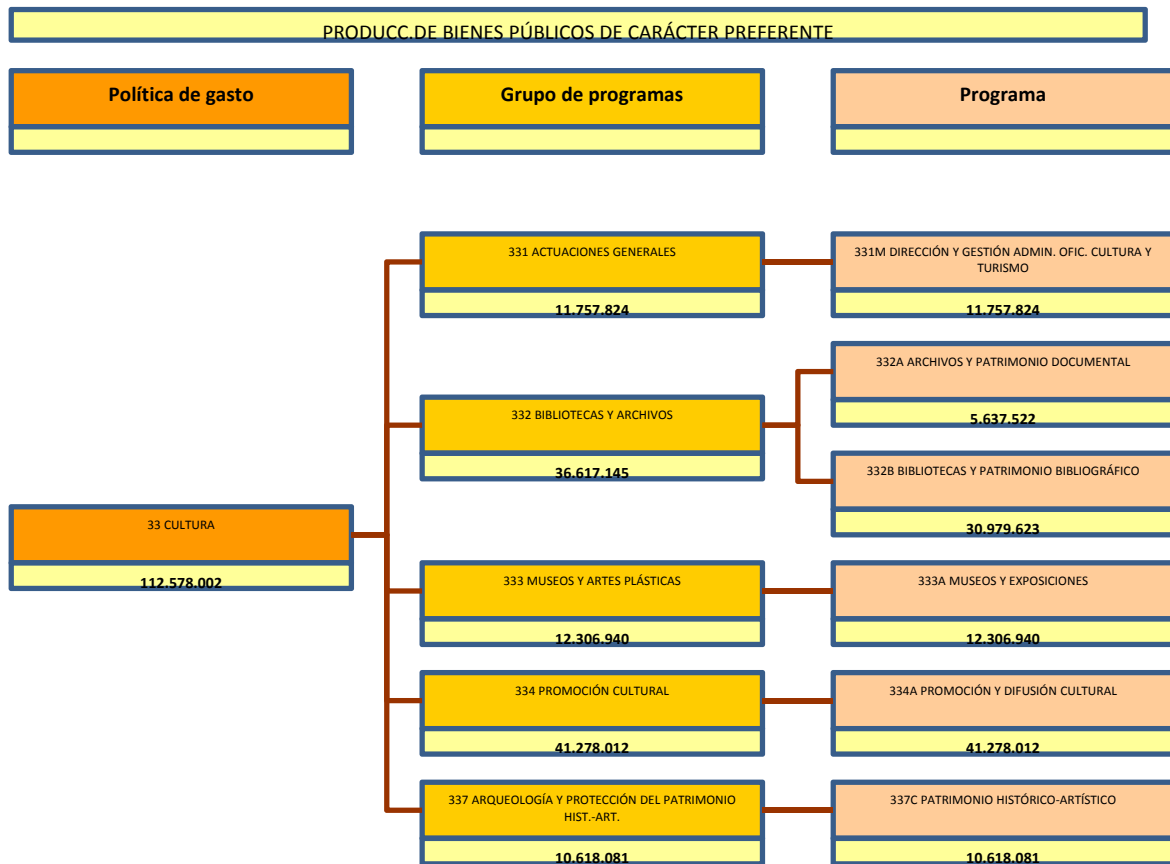 PRODUCC.DE BIENES PÚBLICOS DE CARÁCTER PREFERENTE
Política de gasto
Grupo de programas
Programa
331 ACTUACIONES GENERALES
11.757.824
331M DIRECCIÓN Y GESTIÓN ADMIN. OFIC. CULTURA Y
TURISMO
11.757.824
332A ARCHIVOS Y PATRIMONIO DOCUMENTAL
5.637.522
332 BIBLIOTECAS Y ARCHIVOS
36.617.145
332B BIBLIOTECAS Y PATRIMONIO BIBLIOGRÁFICO
30.979.623
33 CULTURA
112.578.002
333 MUSEOS Y ARTES PLÁSTICAS
12.306.940
333A MUSEOS Y EXPOSICIONES
12.306.940
334 PROMOCIÓN CULTURAL
41.278.012
334A PROMOCIÓN Y DIFUSIÓN CULTURAL
41.278.012
337 ARQUEOLOGÍA Y PROTECCIÓN DEL PATRIMONIO
HIST.-ART.
10.618.081
337C PATRIMONIO HISTÓRICO-ARTÍSTICO
10.618.081